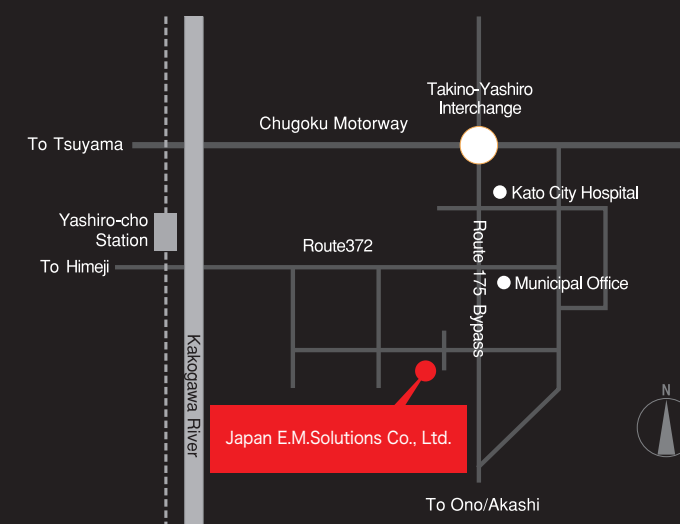 Takino-Yashiro
Interchange
Chugoku Motorway
To Tsuyama
Kato City Hospital
Yashiro-cho
Station
Route372
To Himeji
Route 175 Bypass
Municipal Office
Kakogawa River
N
Japan E.M.Solutions Co., Ltd.
To Ono/Akashi